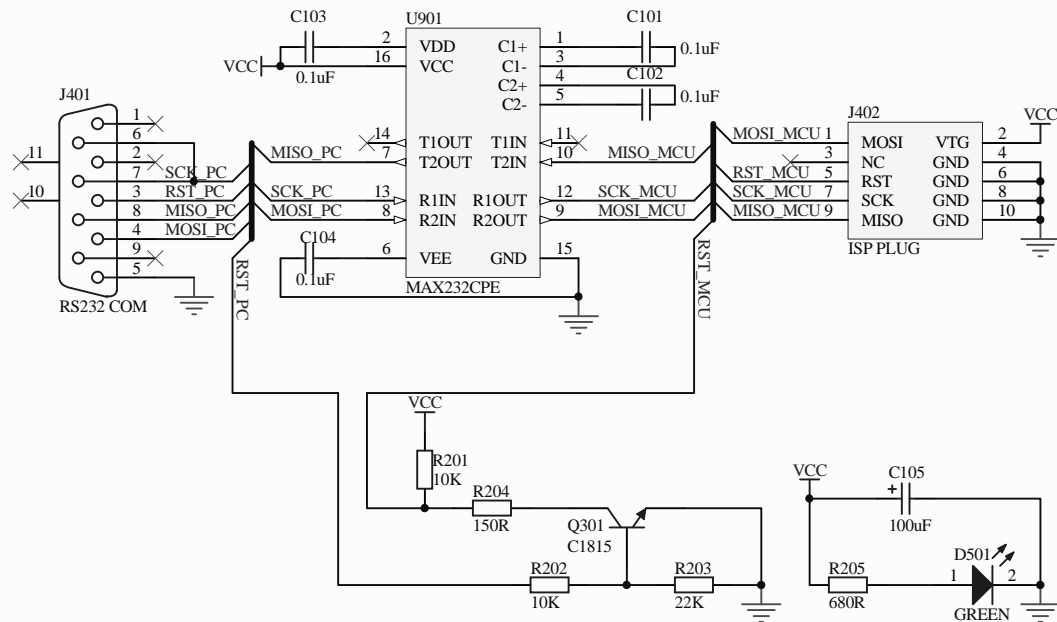 C103
VCC
0.1uF
U901
2 VDD C1+ 1
16 VCC C1- 3
C2+ 4
C2- 5
14 T1OUT T1IN 11
7 T2OUT T2IN 10
13 R1IN R1OUT 12
8 R2IN R2OUT 9
6 VEE GND 15
MAX232CPE
C101
0.1uF
C102
0.1uF
C104
0.1uF
J401
1
6
11
2
7 SCK_PC
10
3 RST_PC
8 MISO_PC
4 MOSI_PC
9
5
RS232 COM
MISO_PC
SCK_PC
MOSI_PC
RST_PC
MISO_MCU
SCK_MCU
MOSI_MCU
RST_MCU
J402
VCC
MOSI_MCU 1 MOSI VTG 2
3 NC GND 4
RST_MCU 5 RST GND 6
SCK_MCU 7 SCK GND 8
MISO_MCU 9 MISO GND 10
ISP PLUG
VCC
R201
10K
R204
150R
Q301
C1815
R202
10K
R203
22K
VCC
C105
+
100uF
R205
680R
D501
1 2
GREEN